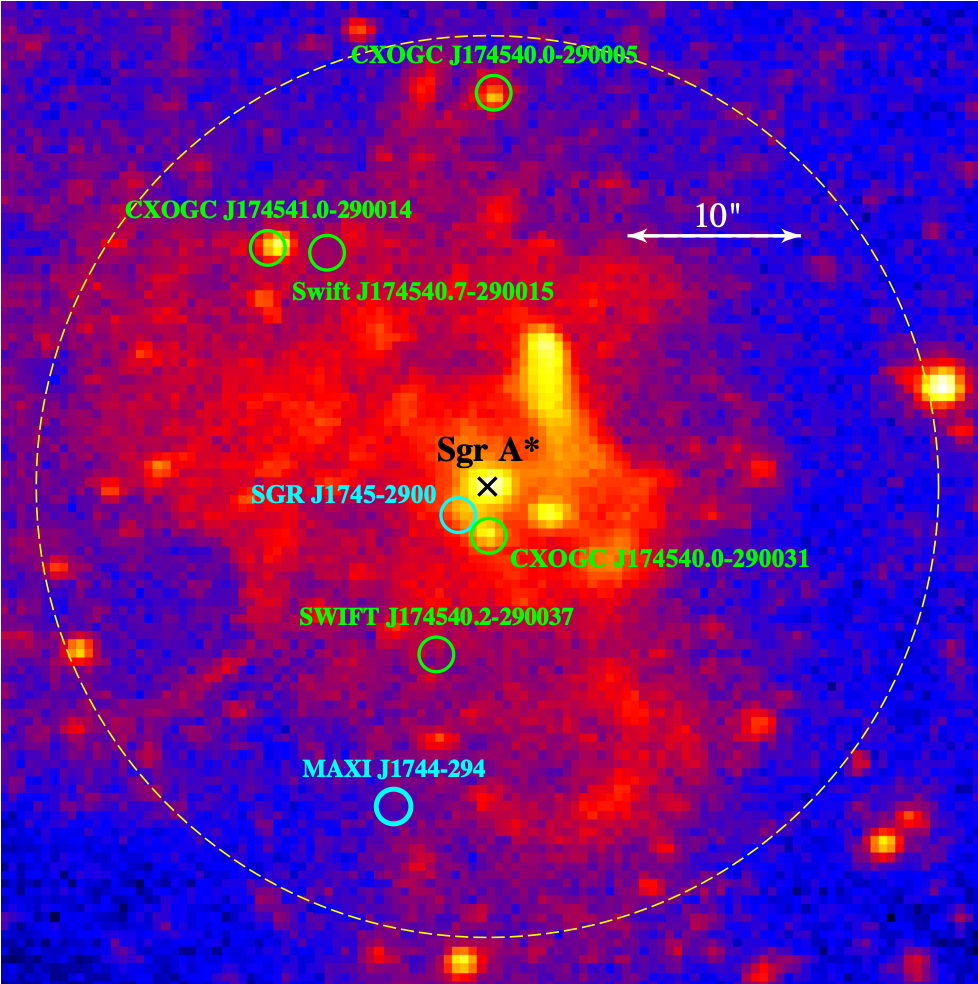 CXOGC J174540.0-290005
CXOGC J174541.0-290014
10"
Swift J174540.7-290015
Sgr A*
SGR J1745-2900
CXOGC J174540.0-290031
SWIFT J174540.2-290037
MAXI J1744-294